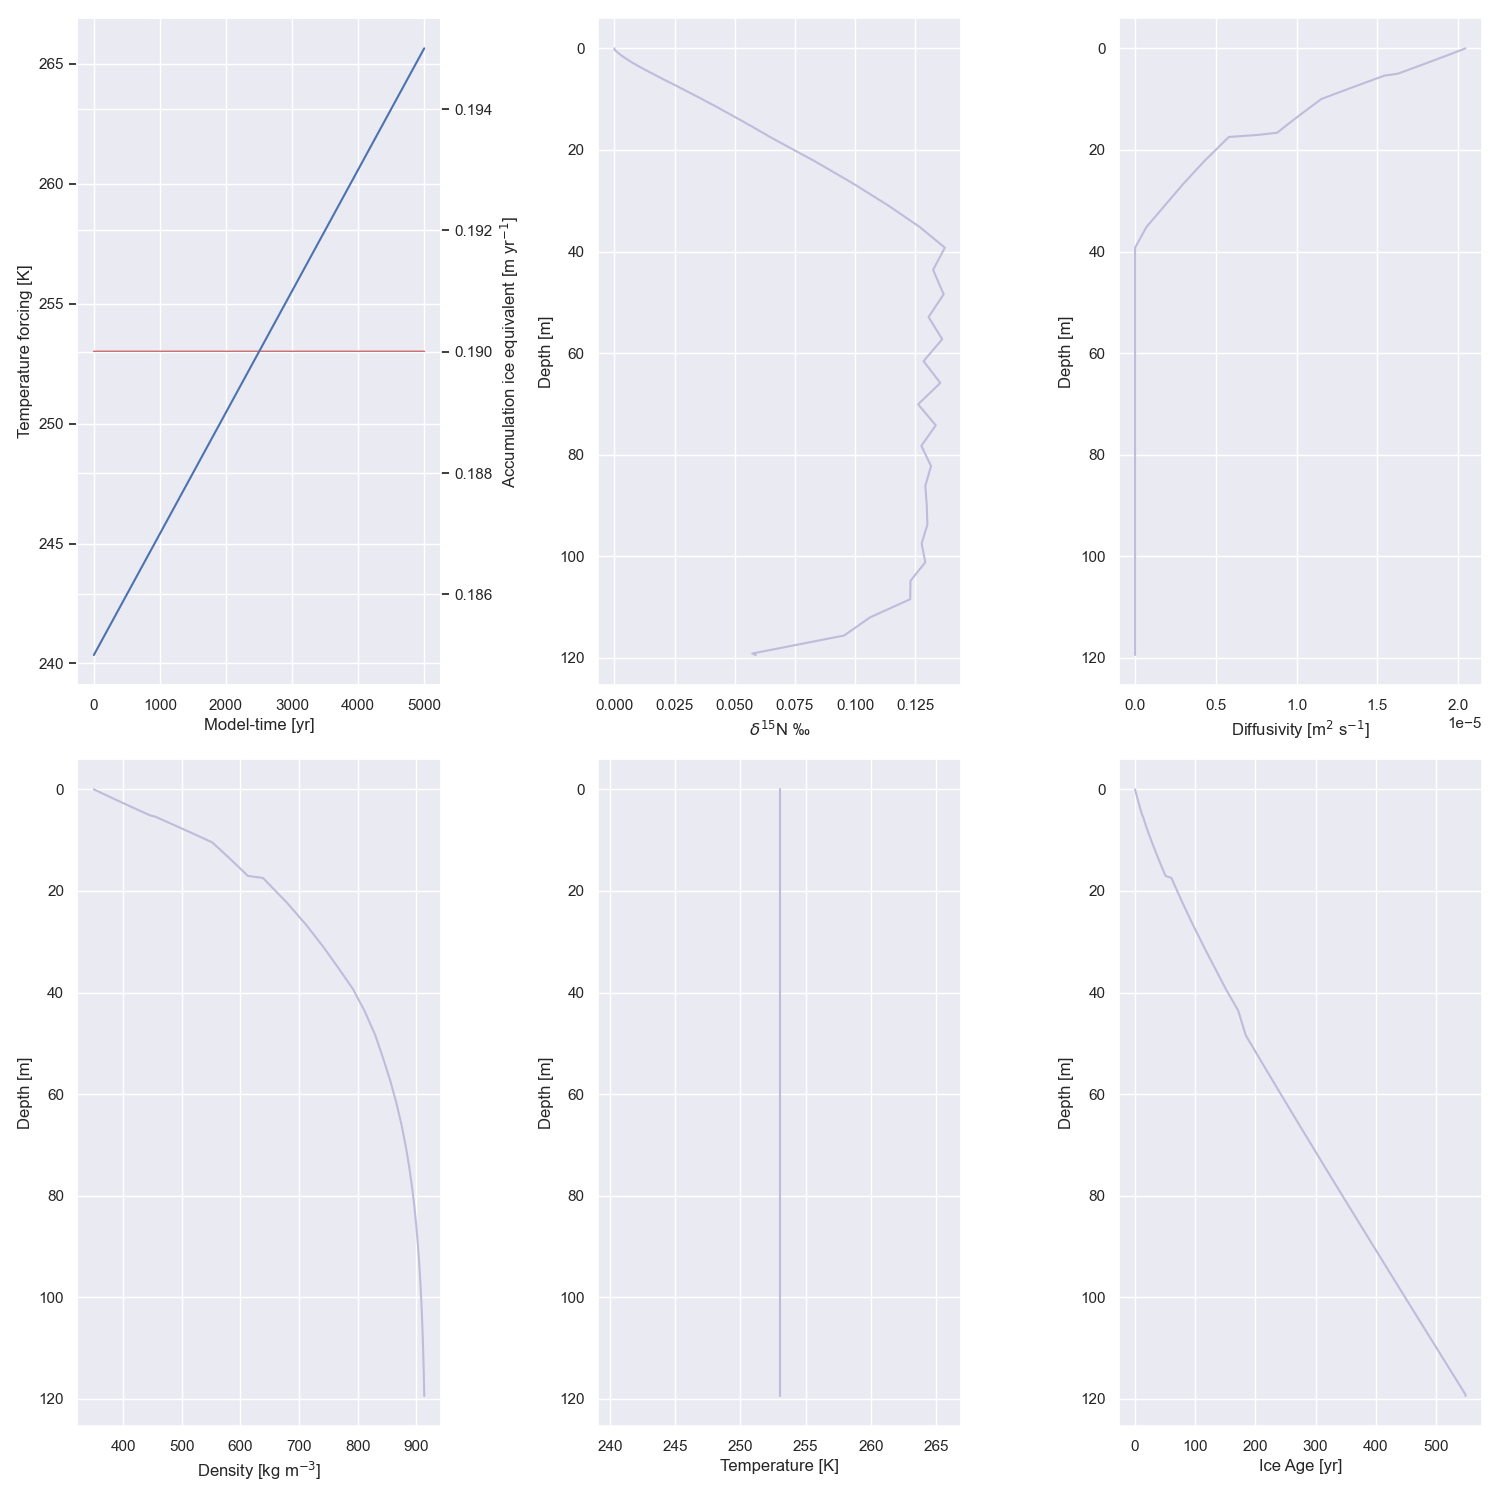 Temperature forcing [K]
265
260
255
250
245
240
0 1000 2000 3000 4000 5000
Model-time [yr]
0.194
0.192
0.190
0.188
0.186
Accumulation ice equivalent [m yr⁻¹]
Depth [m]
0
20
40
60
80
100
120
0.000 0.025 0.050 0.075 0.100 0.125
δ¹⁵N ‰
Depth [m]
0
20
40
60
80
100
120
0.0 0.5 1.0 1.5 2.0
1e−5
Diffusivity [m² s⁻¹]
Depth [m]
0
20
40
60
80
100
120
400 500 600 700 800 900
Density [kg m⁻³]
Depth [m]
0
20
40
60
80
100
120
240 245 250 255 260 265
Temperature [K]
Depth [m]
0
20
40
60
80
100
120
0 100 200 300 400 500
Ice Age [yr]